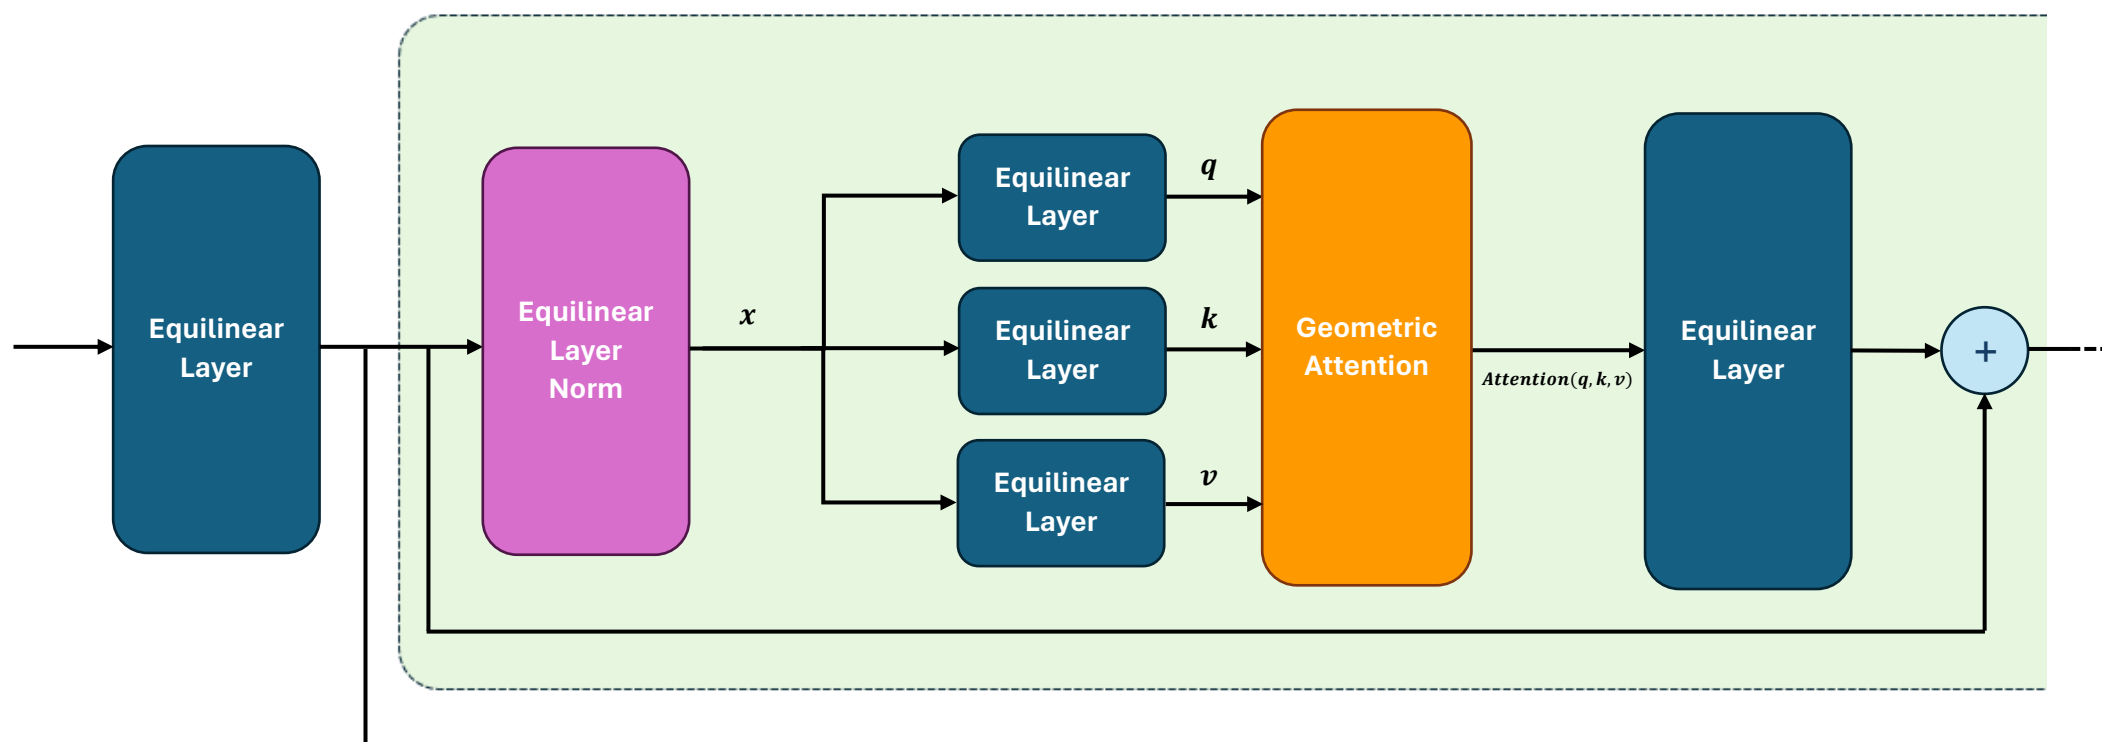 Equilinear
Layer
Equilinear
Layer
Norm
x
Equilinear
Layer
q
Equilinear
Layer
k
Equilinear
Layer
v
Geometric
Attention
Attention(q, k, v)
Equilinear
Layer
+